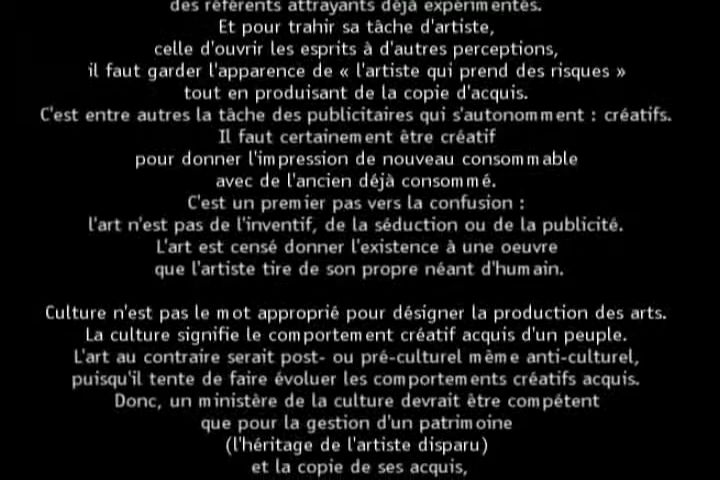 des référents attrayants déjà expérimentés.
Et pour trahir sa tâche d'artiste,
celle d'ouvrir les esprits à d'autres perceptions,
il faut garder l'apparence de « l'artiste qui prend des risques »
tout en produisant de la copie d'acquis.
C'est entre autres la tâche des publicitaires qui s'autonomment : créatifs.
Il faut certainement être créatif
pour donner l'impression de nouveau consommable
avec de l'ancien déjà consommé.
C'est un premier pas vers la confusion :
l'art n'est pas de l'inventif, de la séduction ou de la publicité.
L'art est censé donner l'existence à une oeuvre
que l'artiste tire de son propre néant d'humain.
Culture n'est pas le mot approprié pour désigner la production des arts.
La culture signifie le comportement créatif acquis d'un peuple.
L'art au contraire serait post- ou pré-culturel même anti-culturel,
puisqu'il tente de faire évoluer les comportements créatifs acquis.
Donc, un ministère de la culture devrait être compétent
que pour la gestion d'un patrimoine
(l'héritage de l'artiste disparu)
et la copie de ses acquis,